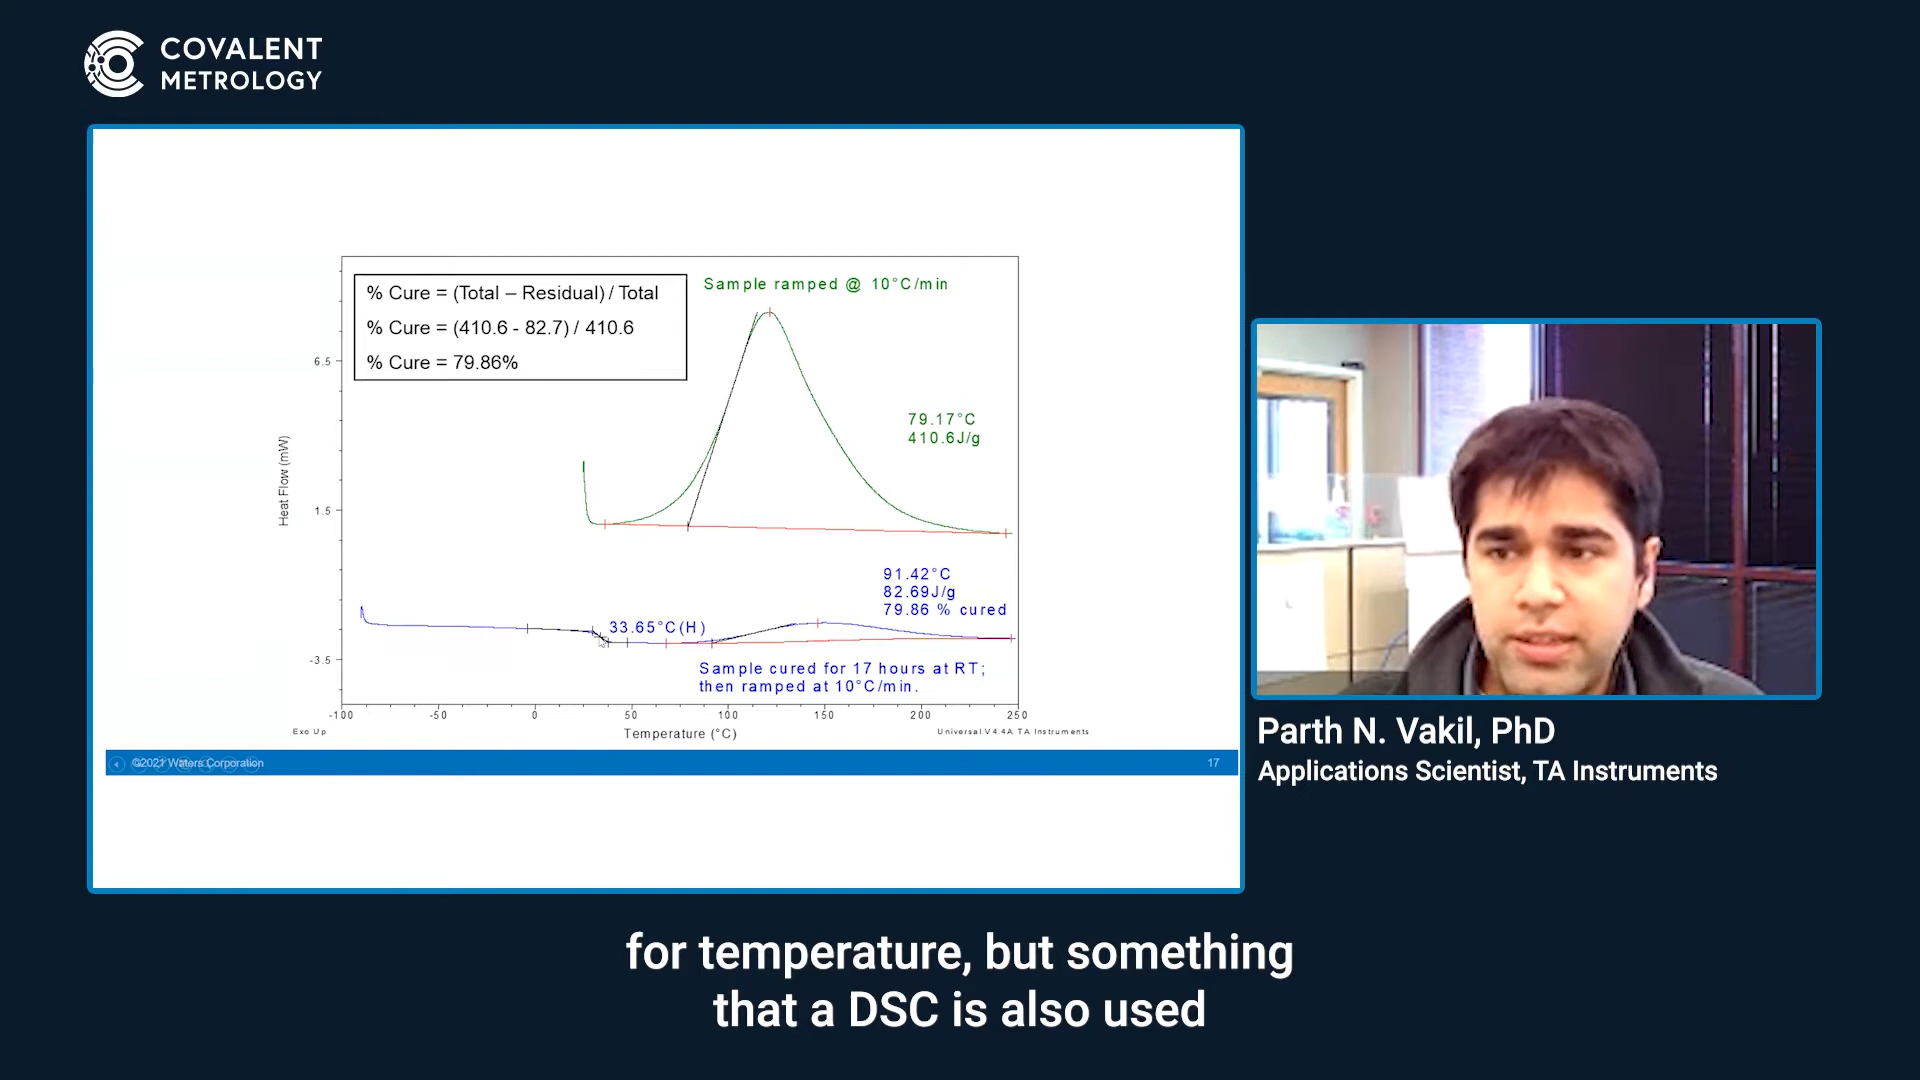 COVALENT
METROLOGY
% Cure = (Total – Residual) / Total
% Cure = (410.6 - 82.7) / 410.6
% Cure = 79.86%
Sample ramped @ 10°C/min
79.17°C
410.6J/g
91.42°C
82.69J/g
79.86 % cured
33.65°C(H)
Sample cured for 17 hours at RT;
then ramped at 10°C/min.
Heat Flow (mW)
6.5
1.5
-3.5
-100 -50 0 50 100 150 200 250
Exo Up
Temperature (°C)
Universal V4.4A TA Instruments
©2021 Waters Corporation
17
Parth N. Vakil, PhD
Applications Scientist, TA Instruments
for temperature, but something
that a DSC is also used